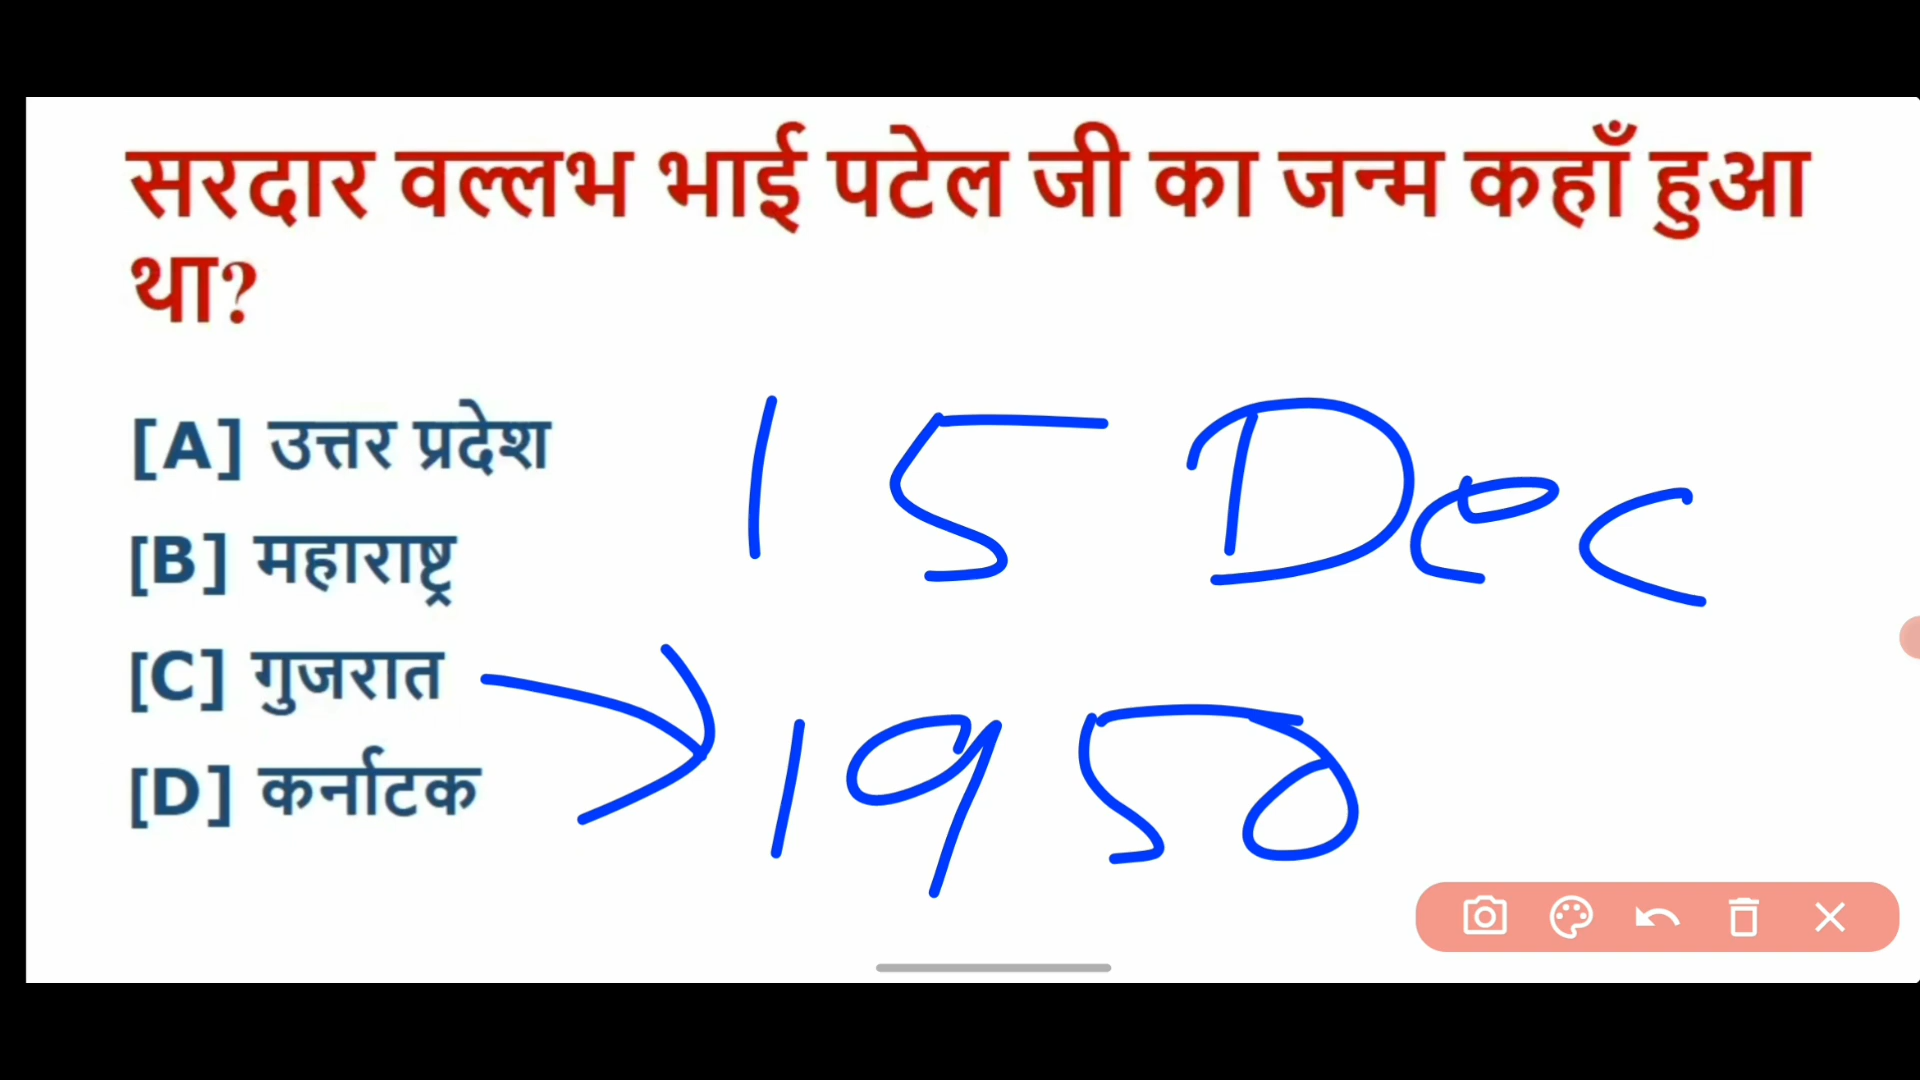 सरदार वल्लभ भाई पटेल जी का जन्म कहाँ हुआ
था?
[A] उत्तर प्रदेश
15 Dec
[B] महाराष्ट्र
[C] गुजरात
1950
[D] कर्नाटक